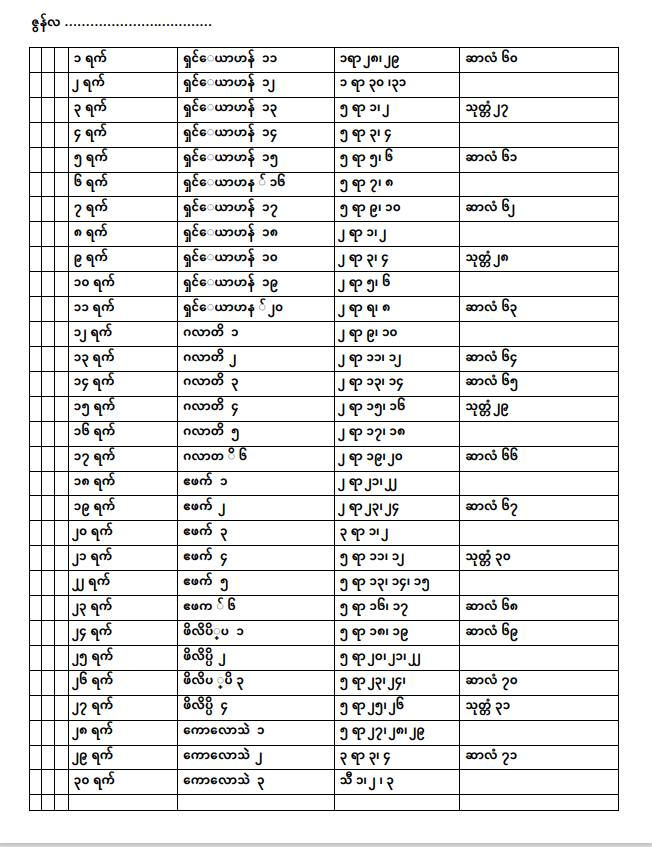 ဇွန်လ ...................................
၁ ရက် ရှင်ေယာဟန် ၁၁ ၁ရာ၂၈၊၂၉ ဆာလံ ၆၀
၂ ရက် ရှင်ေယာဟန် ၁၂ ၁ ရာ ၃၀ ၊၃၁
၃ ရက် ရှင်ေယာဟန် ၁၃ ၅ ရာ ၁၊ ၂ သုတ္တံ ၂၇
၄ ရက် ရှင်ေယာဟန် ၁၄ ၅ ရာ ၃၊ ၄
၅ ရက် ရှင်ေယာဟန် ၁၅ ၅ ရာ ၅၊ ၆ ဆာလံ ၆၁
၆ ရက် ရှင်ေယာဟန ် ၁၆ ၅ ရာ ၇၊ ၈
၇ ရက် ရှင်ေယာဟန် ၁၇ ၅ ရာ ၉၊ ၁၀ ဆာလံ ၆၂
၈ ရက် ရှင်ေယာဟန် ၁၈ ၂ ရာ ၁၊၂
၉ ရက် ရှင်ေယာဟန် ၁၀ ၂ ရာ ၃၊ ၄ သုတ္တံ ၂၈
၁၀ ရက် ရှင်ေယာဟန် ၁၉ ၂ ရာ ၅၊ ၆
၁၁ ရက် ရှင်ေယာဟန ် ၂၀ ၂ ရာ ရ၊ ၈ ဆာလံ ၆၃
၁၂ ရက် ဂလာတိ ၁ ၂ ရာ ၉၊ ၁၀
၁၃ ရက် ဂလာတိ ၂ ၂ ရာ ၁၁၊ ၁၂ ဆာလံ ၆၄
၁၄ ရက် ဂလာတိ ၃ ၂ ရာ ၁၃၊ ၁၄ ဆာလံ ၆၅
၁၅ ရက် ဂလာတိ ၄ ၂ ရာ ၁၅၊ ၁၆ သုတ္တံ ၂၉
၁၆ ရက် ဂလာတိ ၅ ၂ ရာ ၁၇၊ ၁၈
၁၇ ရက် ဂလာတ ိ ၆ ၂ ရာ ၁၉၊၂၀ ဆာလံ ၆၆
၁၈ ရက် ဧဖက် ၁ ၂ ရာ၂၁၊၂၂
၁၉ ရက် ဧဖက် ၂ ၂ ရာ၂၃၊၂၄ ဆာလံ ၆၇
၂၀ ရက် ဧဖက် ၃ ၃ ရာ ၁၊၂
၂၁ ရက် ဧဖက် ၄ ၅ ရာ ၁၁၊ ၁၂ သုတ္တံ ၃၀
၂၂ ရက် ဧဖက် ၅ ၅ ရာ ၁၃၊ ၁၄၊ ၁၅
၂၃ ရက် ဧဖက ် ၆ ၅ ရာ ၁၆၊ ၁၇ ဆာလံ ၆၈
၂၄ ရက် ဖိလိပိ ္ပ ၁ ၅ ရာ ၁၈၊ ၁၉ ဆာလံ ၆၉
၂၅ ရက် ဖိလိပ္ပိ ၂ ၅ ရာ၂၀၊၂၁၊၂၂
၂၆ ရက် ဖိလိပ ္ပိ ၃ ၅ ရာ၂၃၊၂၄၊ ဆာလံ ၇၀
၂၇ ရက် ဖိလိပ္ပိ ၄ ၅ ရာ၂၅၊၂၆ သုတ္တံ ၃၁
၂၈ ရက် ကောလောသဲ ၁ ၅ ရာ၂၇၊၂၈၊၂၉
၂၉ ရက် ကောလောသဲ ၂ ၃ ရာ ၃၊ ၄ ဆာလံ ၇၁
၃၀ ရက် ကောလောသဲ ၃ သီ ၁၊ ၂ ၊ ၃